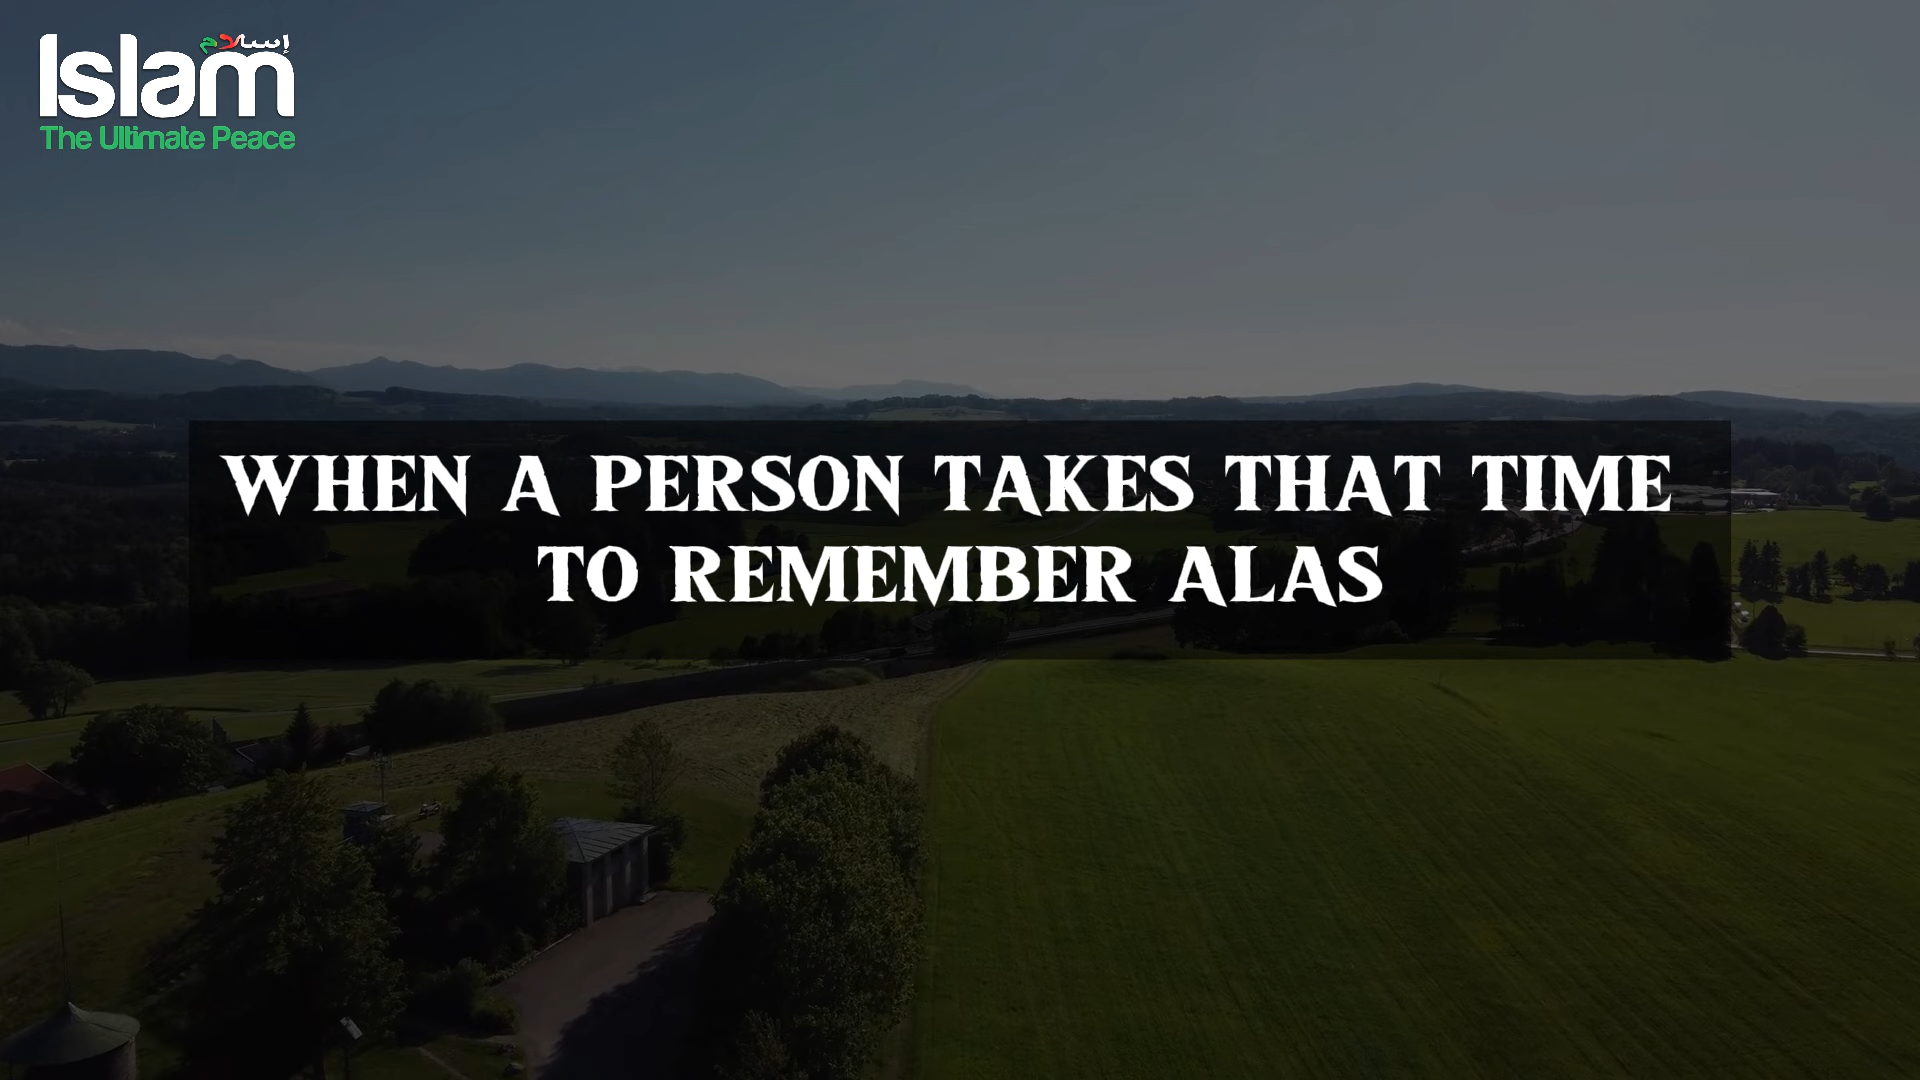 إسلام
Islam
The Ultimate Peace
WHEN A PERSON TAKES THAT TIME
TO REMEMBER ALAS